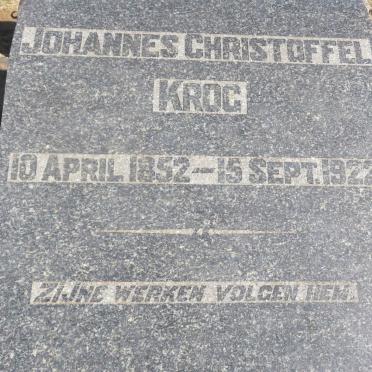 JOHANNES CHRISTOFFEL
KROG
10 APRIL 1852 — 15 SEPT. 1922
ZIJNE WERKEN VOLGEN HEM.